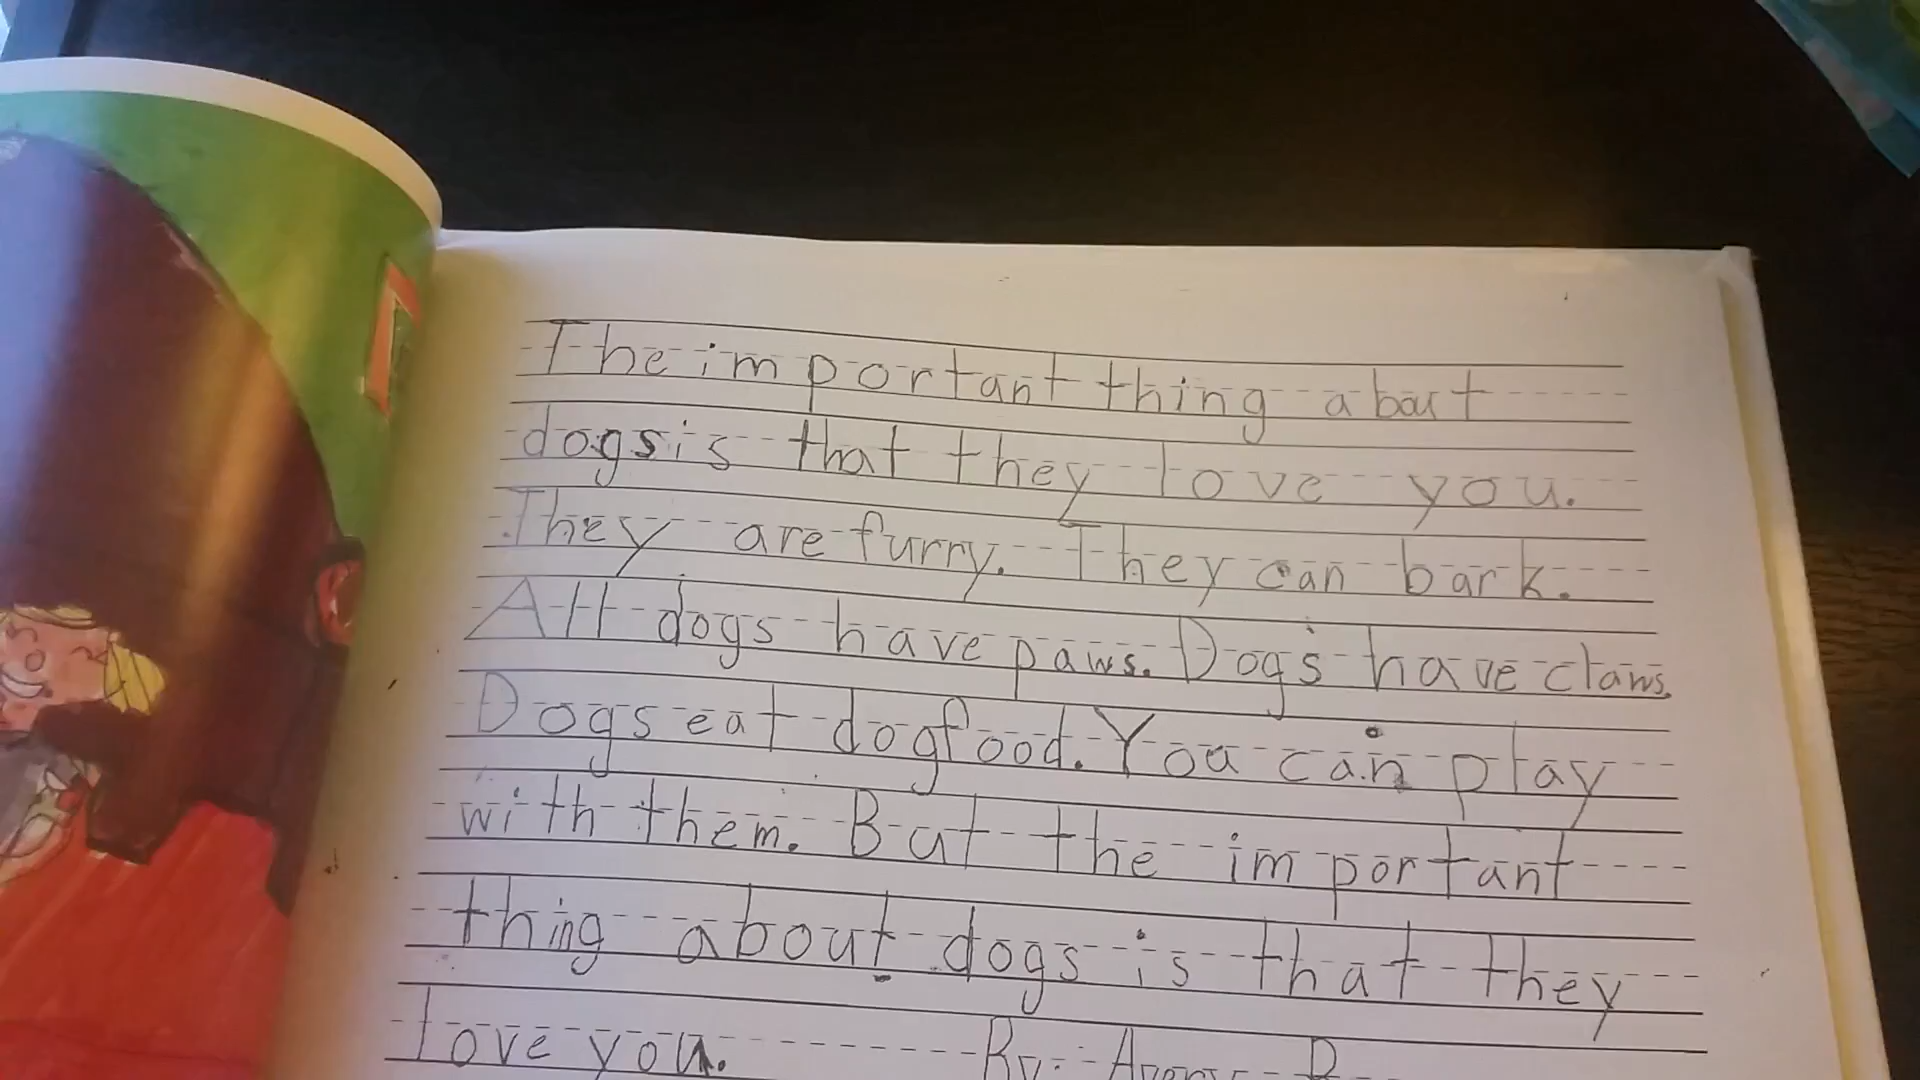 The important thing about
dogs is that they love you.
They are furry. They can bark.
All dogs have paws. Dogs have claws.
Dogs eat dogfood. You can play
with them. But the important
thing about dogs is that they
love you. By: